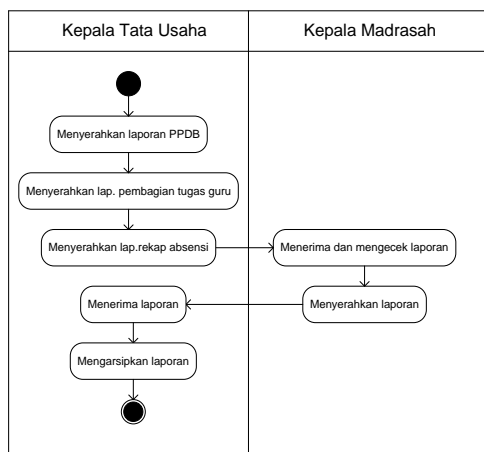 Kepala Tata Usaha
Kepala Madrasah
Menyerahkan laporan PPDB
Menyerahkan lap. pembagian tugas guru
Menyerahkan lap.rekap absensi
Menerima dan mengecek laporan
Menerima laporan
Menyerahkan laporan
Mengarsipkan laporan